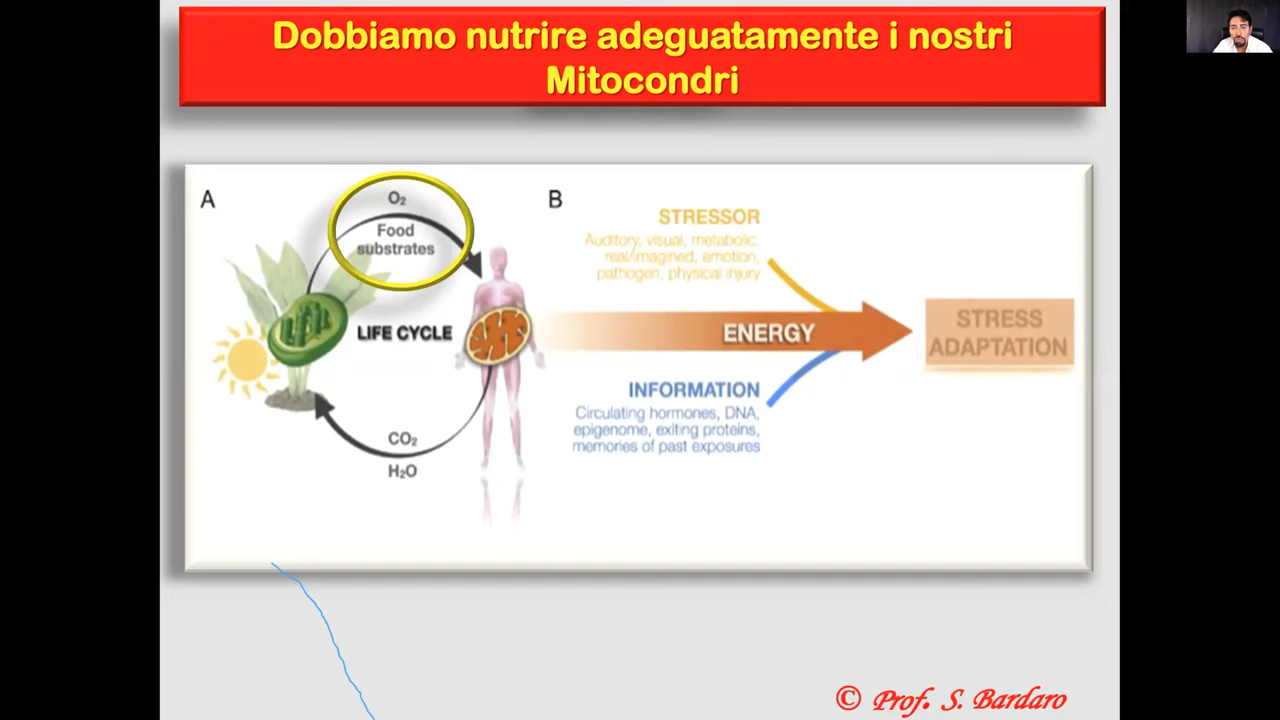 Dobbiamo nutrire adeguatamente i nostri
Mitocondri
A
O₂
Food
substrates
LIFE CYCLE
CO₂
H₂O
B
STRESSOR
Auditory, visual, metabolic,
real/imagined, emotion,
pathogen, physical injury
ENERGY
INFORMATION
Circulating hormones, DNA,
epigenome, exiting proteins,
memories of past exposures
STRESS
ADAPTATION
© Prof. S. Bardaro